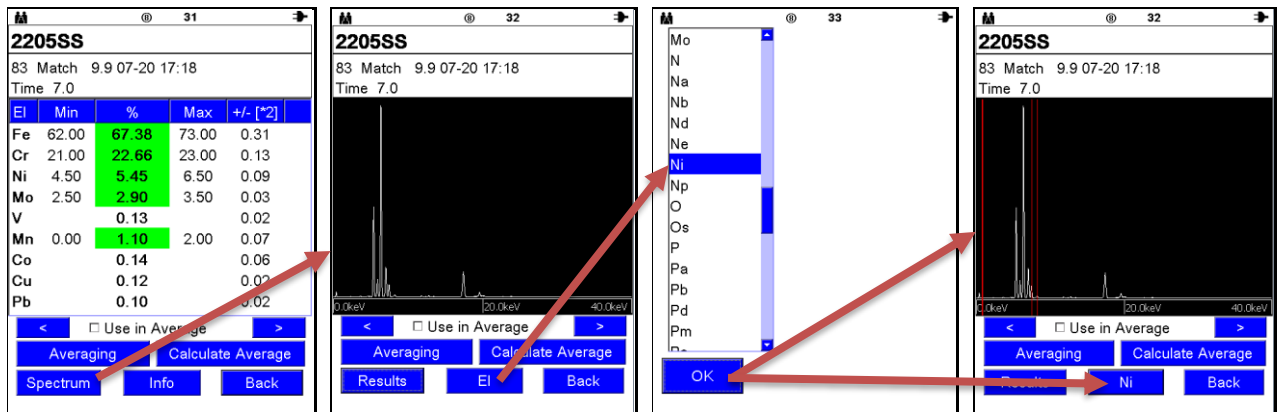 31
2205SS
83 Match 9.9 07-20 17:18
Time 7.0
El Min % Max +/- [*2]
Fe 62.00 67.38 73.00 0.31
Cr 21.00 22.66 23.00 0.13
Ni 4.50 5.45 6.50 0.09
Mo 2.50 2.90 3.50 0.03
V 0.13 0.02
Mn 0.00 1.10 2.00 0.07
Co 0.14 0.06
Cu 0.12 0.02
Pb 0.10 0.02
< Use in Average >
Averaging Calculate Average
Spectrum Info Back
32
2205SS
83 Match 9.9 07-20 17:18
Time 7.0
0.0keV 20.0keV 40.0keV
< Use in Average >
Averaging Calculate Average
Results El Back
33
Mo
N
Na
Nb
Nd
Ne
Ni
Np
O
Os
P
Pa
Pb
Pd
Pm
OK
32
2205SS
83 Match 9.9 07-20 17:18
Time 7.0
0.0keV 20.0keV 40.0keV
< Use in Average >
Averaging Calculate Average
Results Ni Back